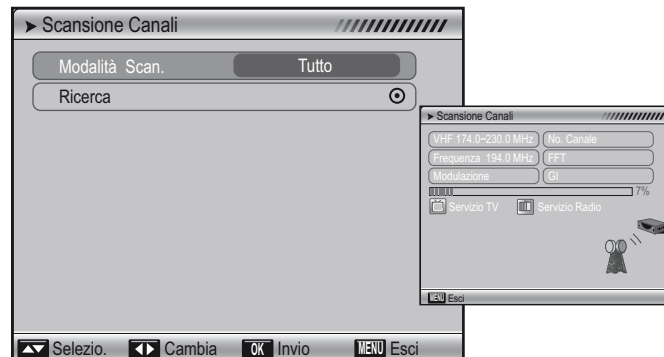 ➤ Scansione Canali
Modalità Scan. Tutto
Ricerca
Selezio. Cambia OK Invio MENU Esci
➤ Scansione Canali
VHF 174.0~230.0 MHz No. Canale
Frequenza 194.0 MHz FFT
Modulazione GI
7%
Servizio TV Servizio Radio
MENU Esci